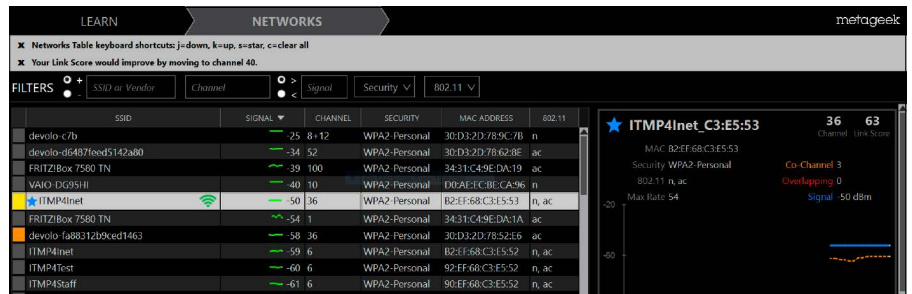 LEARN NETWORKS metageek
x Networks Table keyboard shortcuts: j=down, k=up, s=star, c=clear all
x Your Link Score would improve by moving to channel 40.
FILTERS + - SSID or Vendor Channel > < Signal Security 802.11
SSID SIGNAL CHANNEL SECURITY MAC ADDRESS 802.11
devolo-c7b -25 8+12 WPA2-Personal 30:D3:2D:78:9C:7B n
devolo-d6487feed5142a80 -34 52 WPA2-Personal 30:D3:2D:78:62:8E ac
FRITZ!Box 7580 TN -39 100 WPA2-Personal 34:31:C4:9E:DA:19 ac
VAIO-DG95HI -40 10 WPA2-Personal D0:AE:EC:BE:CA:96 n
ITMP4Inet -50 36 WPA2-Personal B2:EF:68:C3:E5:53 n, ac
FRITZ!Box 7580 TN -54 1 WPA2-Personal 34:31:C4:9E:DA:1A ac
devolo-fa88312b9ced1463 -58 36 WPA2-Personal 30:D3:2D:78:52:E6 ac
ITMP4Inet -59 6 WPA2-Personal B2:EF:68:C3:E5:52 n, ac
ITMP4Test -60 6 WPA2-Personal 92:EF:68:C3:E5:52 n, ac
ITMP4Staff -61 6 WPA2-Personal 90:EF:68:C3:E5:52 n, ac
ITMP4Inet_C3:E5:53 36 63
Channel Link Score
MAC B2:EF:68:C3:E5:53
Security WPA2-Personal Co-Channel 3
802.11 n, ac Overlapping 0
Max Rate 54 Signal -50 dBm
-20
-60